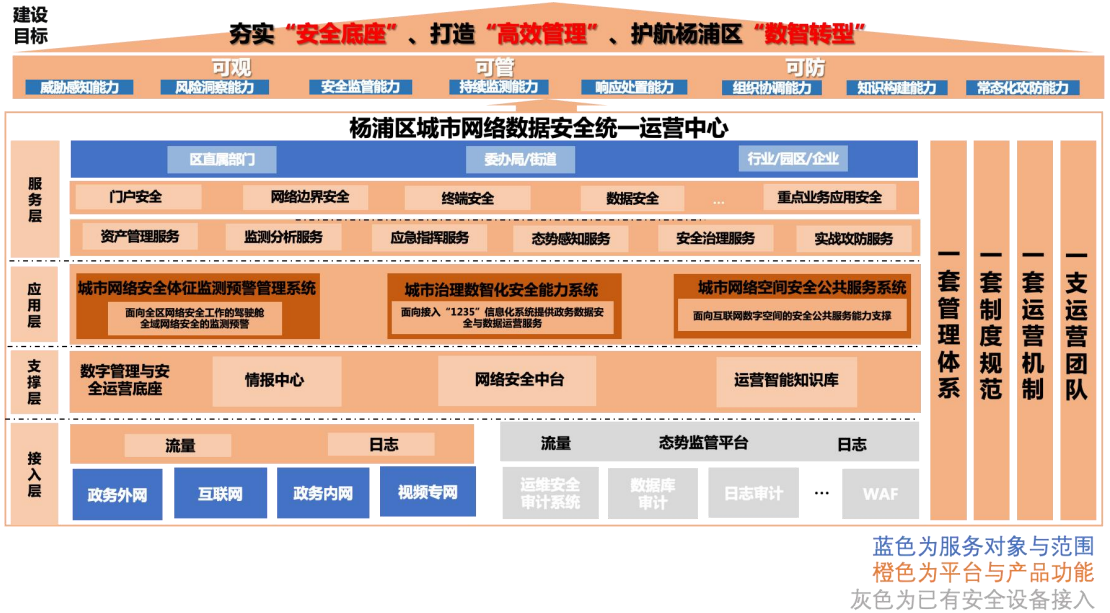 建设
目标
夯实“安全底座”、打造“高效管理”、护航杨浦区“数智转型”
可观
可管
可防
威胁感知能力
风险洞察能力
安全监管能力
持续监测能力
响应处置能力
组织协调能力
知识构建能力
常态化攻防能力
杨浦区城市网络数据安全统一运营中心
服务层
区直属部门
委办局/街道
行业/园区/企业
门户安全
网络边界安全
终端安全
数据安全
...
重点业务应用安全
资产管理服务
监测分析服务
应急指挥服务
态势感知服务
安全治理服务
实战攻防服务
应用层
城市网络安全体征监测预警管理系统
面向全区网络安全工作的驾驶舱
全域网络安全的监测预警
城市治理数智化安全能力系统
面向接入“1235”信息化系统提供政务数据安
全与数据运营服务
城市网络空间安全公共服务系统
面向互联网数字空间的安全公共服务能力支撑
支撑层
数字管理与安
全运营底座
情报中心
网络安全中台
运营智能知识库
接入层
流量
日志
政务外网
互联网
政务内网
视频专网
流量
态势监管平台
日志
运维安全
审计系统
数据库
审计
日志审计
...
WAF
一套管理体系
一套制度规范
一套运营机制
一支运营团队
蓝色为服务对象与范围
橙色为平台与产品功能
灰色为已有安全设备接入